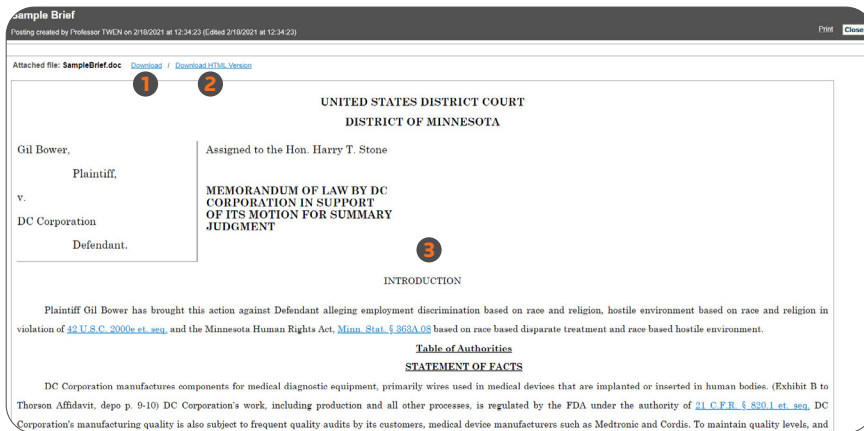 Sample Brief
Posting created by Professor TWEN on 2/18/2021 at 12:34:23 (Edited 2/18/2021 at 12:34:23)
Print Close
Attached file: SampleBrief.doc Download / Download HTML Version
1 2
UNITED STATES DISTRICT COURT
DISTRICT OF MINNESOTA
Gil Bower,
Plaintiff,
v.
DC Corporation
Defendant.
Assigned to the Hon. Harry T. Stone
MEMORANDUM OF LAW BY DC
CORPORATION IN SUPPORT
OF ITS MOTION FOR SUMMARY
JUDGMENT
3
INTRODUCTION
Plaintiff Gil Bower has brought this action against Defendant alleging employment discrimination based on race and religion, hostile environment based on race and religion in
violation of 42 U.S.C. 2000e et. seq. and the Minnesota Human Rights Act, Minn. Stat. § 363A.08 based on race based disparate treatment and race based hostile environment.
Table of Authorities
STATEMENT OF FACTS
DC Corporation manufactures components for medical diagnostic equipment, primarily wires used in medical devices that are implanted or inserted in human bodies. (Exhibit B to
Thorson Affidavit, depo p. 9-10) DC Corporation's work, including production and all other processes, is regulated by the FDA under the authority of 21 C.F.R. § 820.1 et. seq. DC
Corporation's manufacturing quality is also subject to frequent quality audits by its customers, medical device manufacturers such as Medtronic and Cordis. To maintain quality levels, and